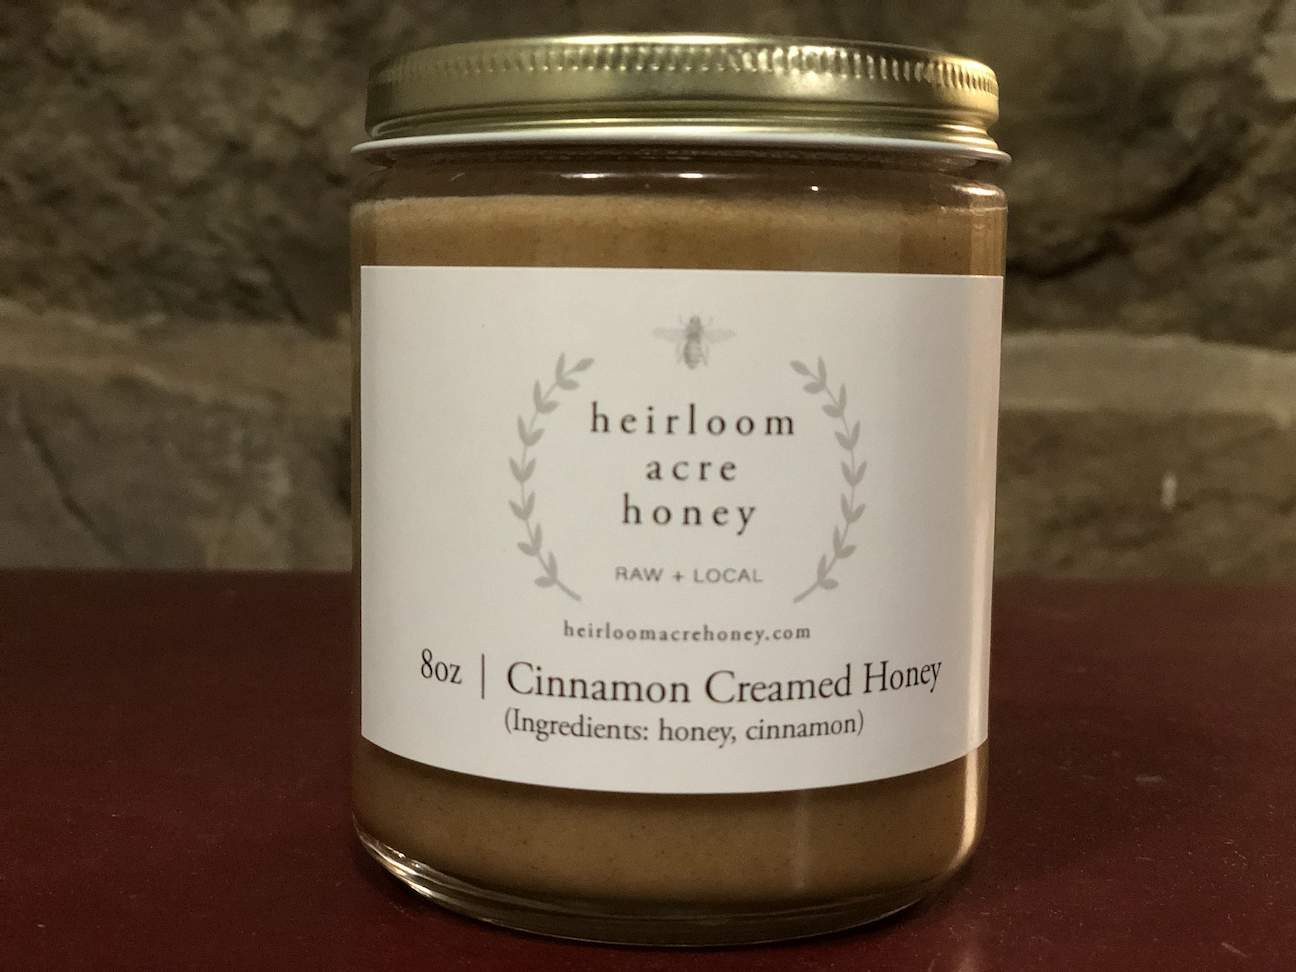 heirloom
acre
honey
RAW + LOCAL
heirloomacrehoney.com
8oz | Cinnamon Creamed Honey
(Ingredients: honey, cinnamon)